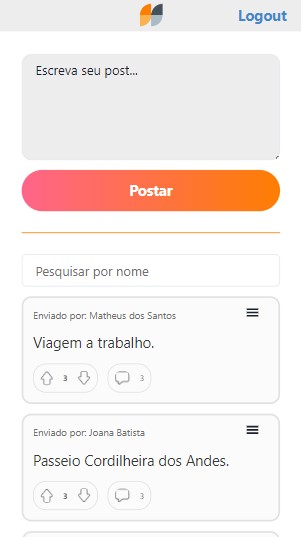 Logout
Escreva seu post...
Postar
Pesquisar por nome
Enviado por: Matheus dos Santos
Viagem a trabalho.
3 3
Enviado por: Joana Batista
Passeio Cordilheira dos Andes.
3 3